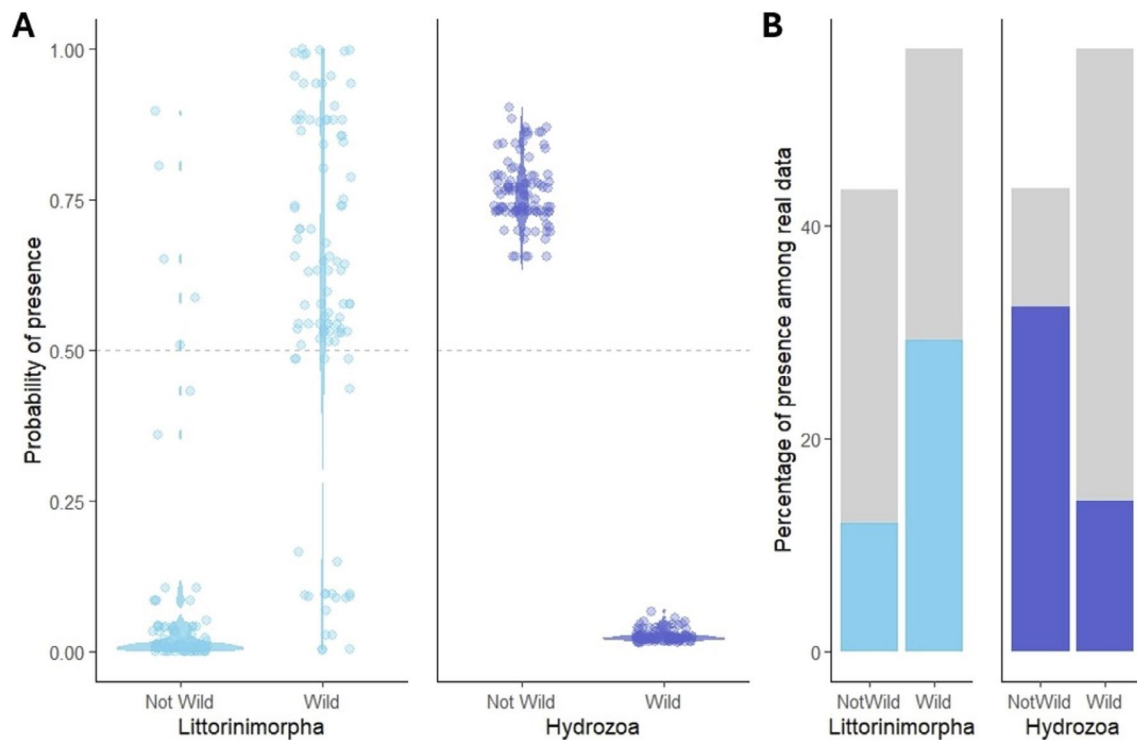 A
B
Probability of presence
1.00
0.75
0.50
0.25
0.00
Not Wild
Wild
Littorinimorpha
Not Wild
Wild
Hydrozoa
Percentage of presence among real data
40
20
0
NotWild
Wild
Littorinimorpha
NotWild
Wild
Hydrozoa